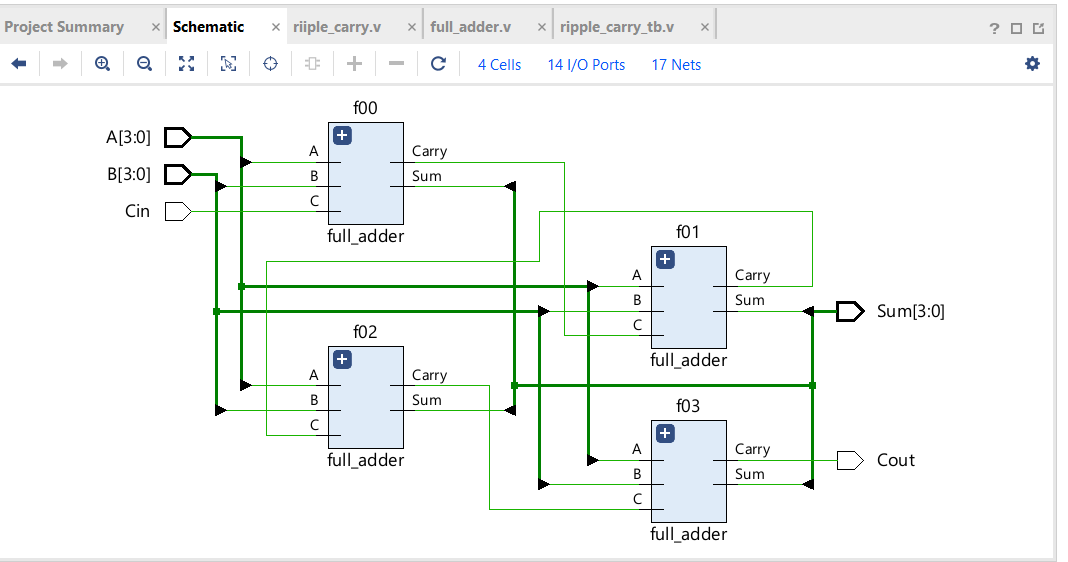 Project Summary × Schematic × riiple_carry.v × full_adder.v × ripple_carry_tb.v × ?
4 Cells 14 I/O Ports 17 Nets
f00
A[3:0]
B[3:0]
Cin
A Carry
B Sum
C
full_adder
f01
A Carry
B Sum
C
full_adder
Sum[3:0]
f02
A Carry
B Sum
C
full_adder
f03
A Carry
B Sum
C
full_adder
Cout